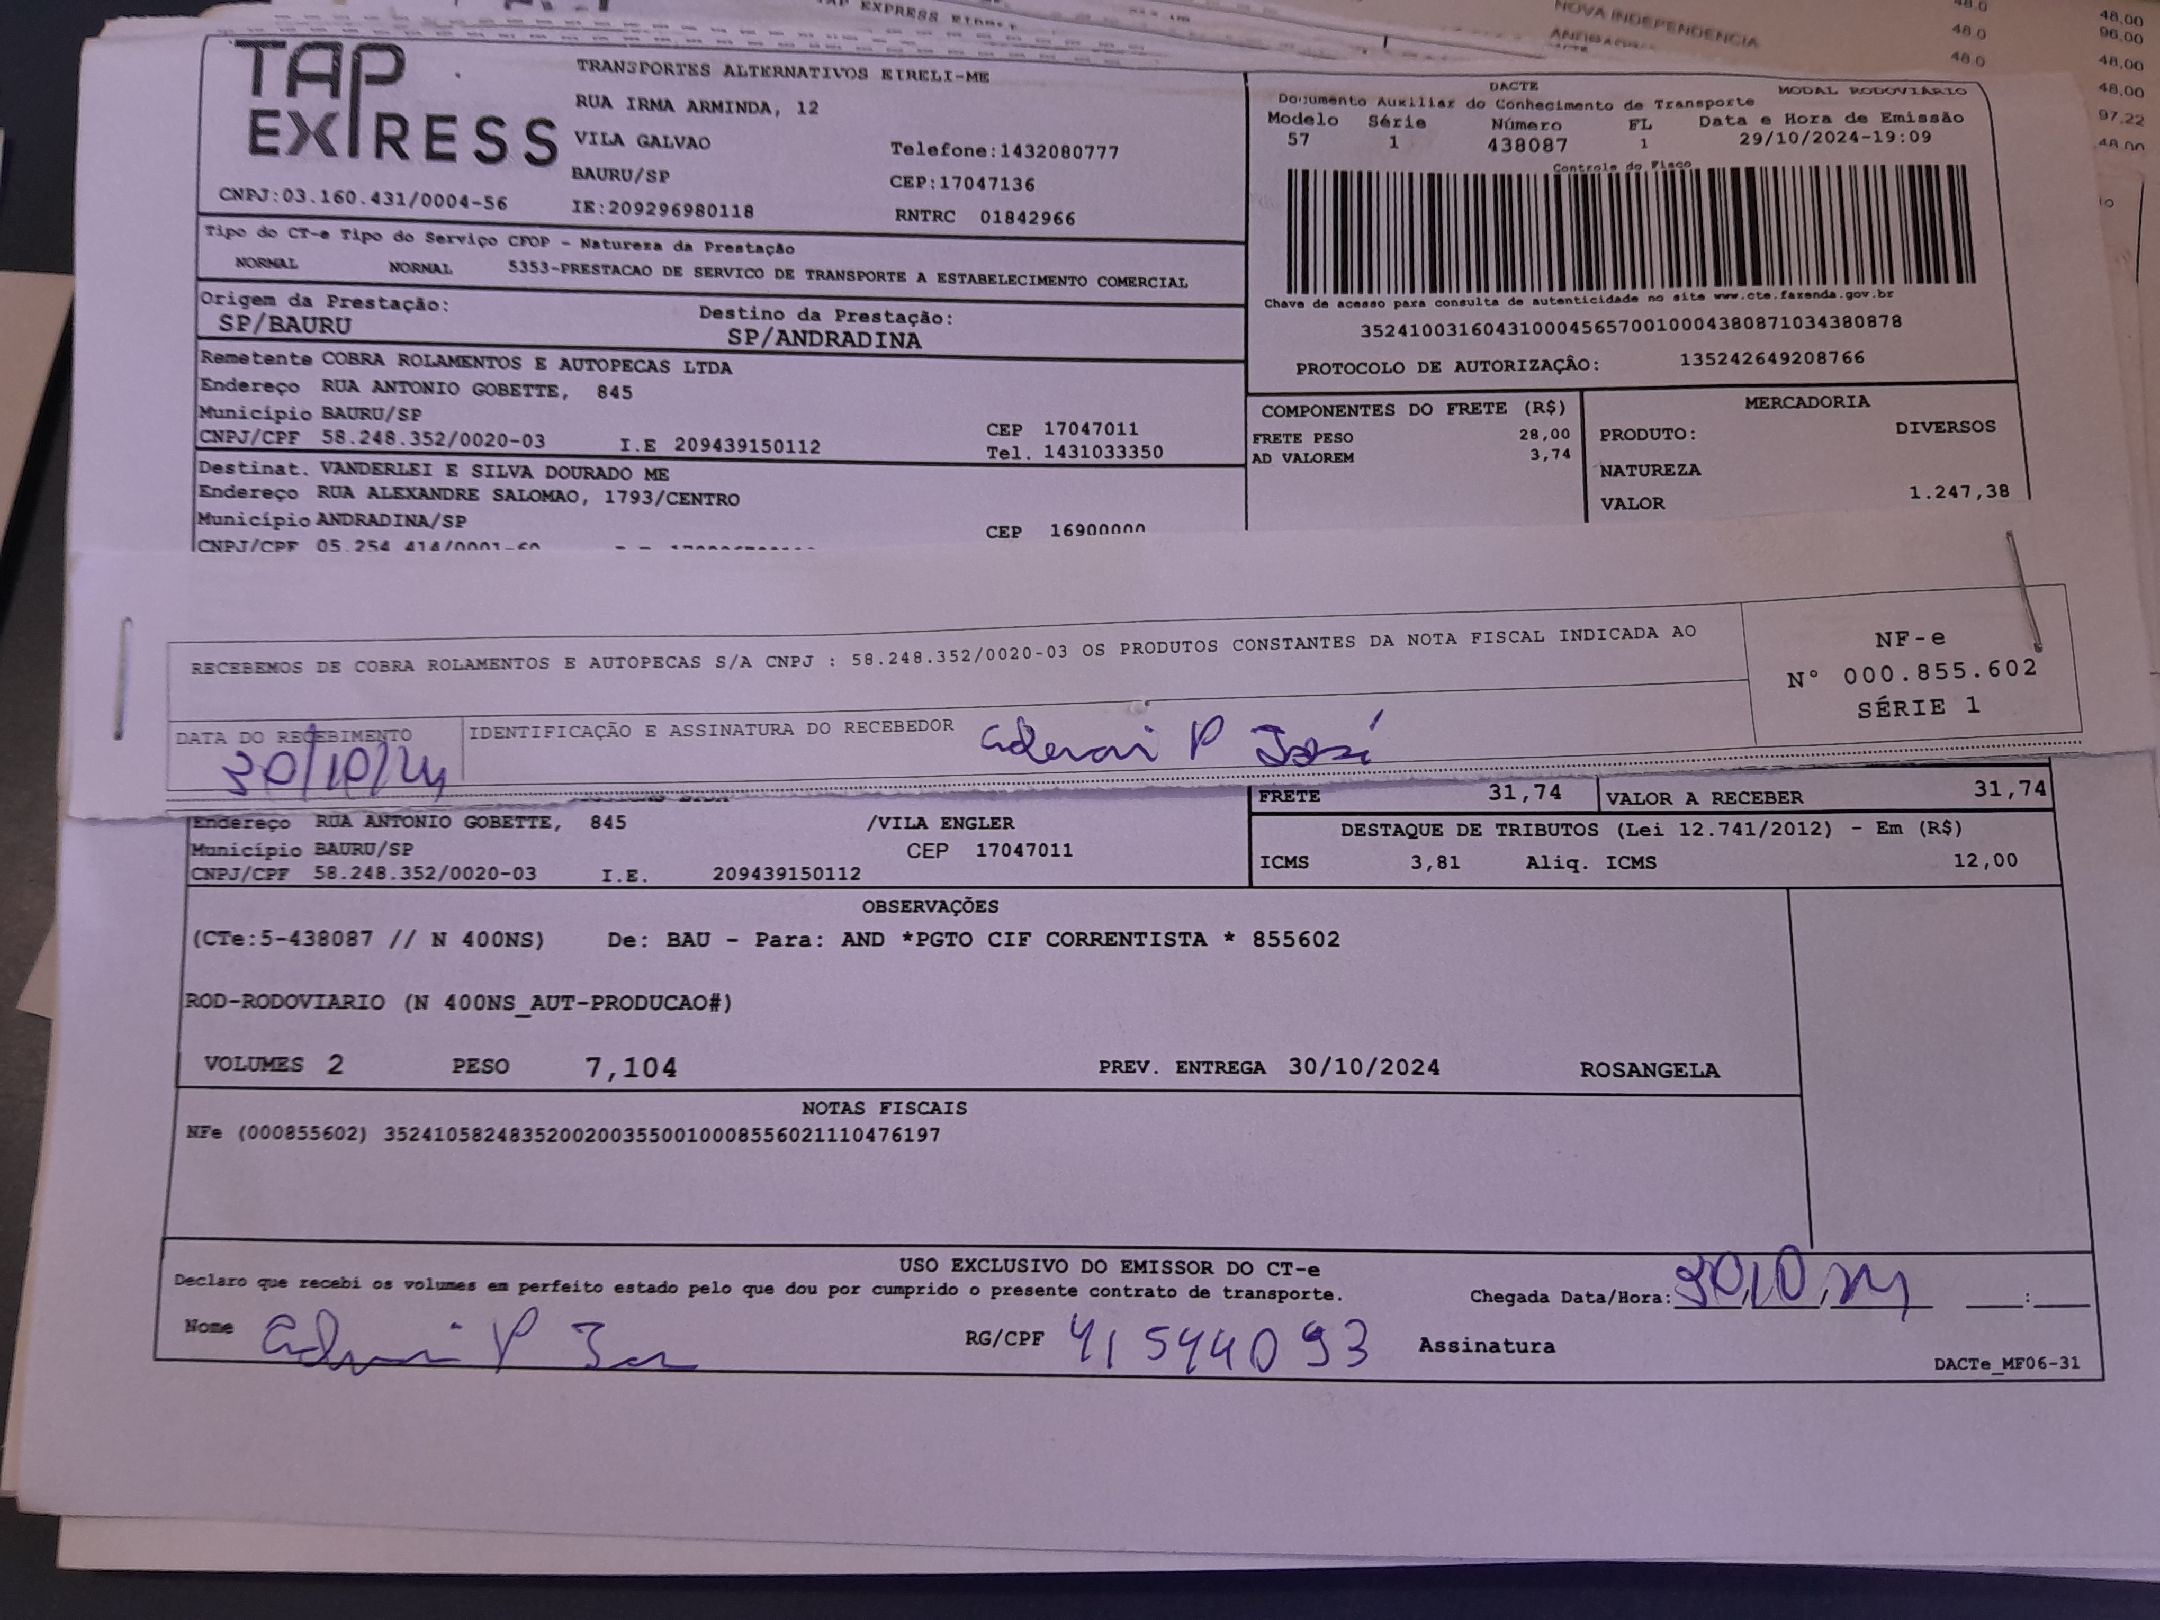 TAP
EXPRESS
TRANSPORTES ALTERNATIVOS EIRELI-ME
RUA IRMA ARMINDA, 12
VILA GALVAO Telefone:1432080777
BAURU/SP CEP:17047136
CNPJ:03.160.431/0004-56 IE:209296980118 RNTRC 01842966
DACTE MODAL RODOVIARIO
Documento Auxiliar do Conhecimento de Transporte
Modelo Série Número FL Data e Hora de Emissão
57 1 438087 1 29/10/2024-19:09
Controle do Fisco
Chave de acesso para consulta de autenticidade no site www.cte.fazenda.gov.br
35241003160431000456570010004380871034380878
PROTOCOLO DE AUTORIZAÇÃO: 135242649208766
Tipo do CT-e Tipo do Serviço CFOP - Natureza da Prestação
NORMAL NORMAL 5353-PRESTACAO DE SERVICO DE TRANSPORTE A ESTABELECIMENTO COMERCIAL
Origem da Prestação: Destino da Prestação:
SP/BAURU SP/ANDRADINA
Remetente COBRA ROLAMENTOS E AUTOPECAS LTDA
Endereço RUA ANTONIO GOBETTE, 845
Município BAURU/SP CEP 17047011
CNPJ/CPF 58.248.352/0020-03 I.E 209439150112 Tel. 1431033350
Destinat. VANDERLEI E SILVA DOURADO ME
Endereço RUA ALEXANDRE SALOMAO, 1793/CENTRO
Município ANDRADINA/SP CEP 16900000
CNPJ/CPF 05.254.414/0001-60
COMPONENTES DO FRETE (R$)
FRETE PESO 28,00
AD VALOREM 3,74
MERCADORIA
PRODUTO: DIVERSOS
NATUREZA
VALOR 1.247,38
RECEBEMOS DE COBRA ROLAMENTOS E AUTOPECAS S/A CNPJ : 58.248.352/0020-03 OS PRODUTOS CONSTANTES DA NOTA FISCAL INDICADA AO
NF-e
N° 000.855.602
SÉRIE 1
DATA DO RECEBIMENTO IDENTIFICAÇÃO E ASSINATURA DO RECEBEDOR
30/10/24
FRETE 31,74 VALOR A RECEBER 31,74
Endereço RUA ANTONIO GOBETTE, 845 /VILA ENGLER
Município BAURU/SP CEP 17047011
CNPJ/CPF 58.248.352/0020-03 I.E. 209439150112
DESTAQUE DE TRIBUTOS (Lei 12.741/2012) - Em (R$)
ICMS 3,81 Aliq. ICMS 12,00
OBSERVAÇÕES
(CTe:5-438087 // N 400NS) De: BAU - Para: AND *PGTO CIF CORRENTISTA * 855602
ROD-RODOVIARIO (N 400NS_AUT-PRODUCAO#)
VOLUMES 2 PESO 7,104 PREV. ENTREGA 30/10/2024 ROSANGELA
NOTAS FISCAIS
NFe (000855602) 35241058248352002003550010008556021110476197
USO EXCLUSIVO DO EMISSOR DO CT-e
Declaro que recebi os volumes em perfeito estado pelo que dou por cumprido o presente contrato de transporte.
Chegada Data/Hora: 30,10,24 :
Nome RG/CPF 41544093 Assinatura
DACTe_MF06-31